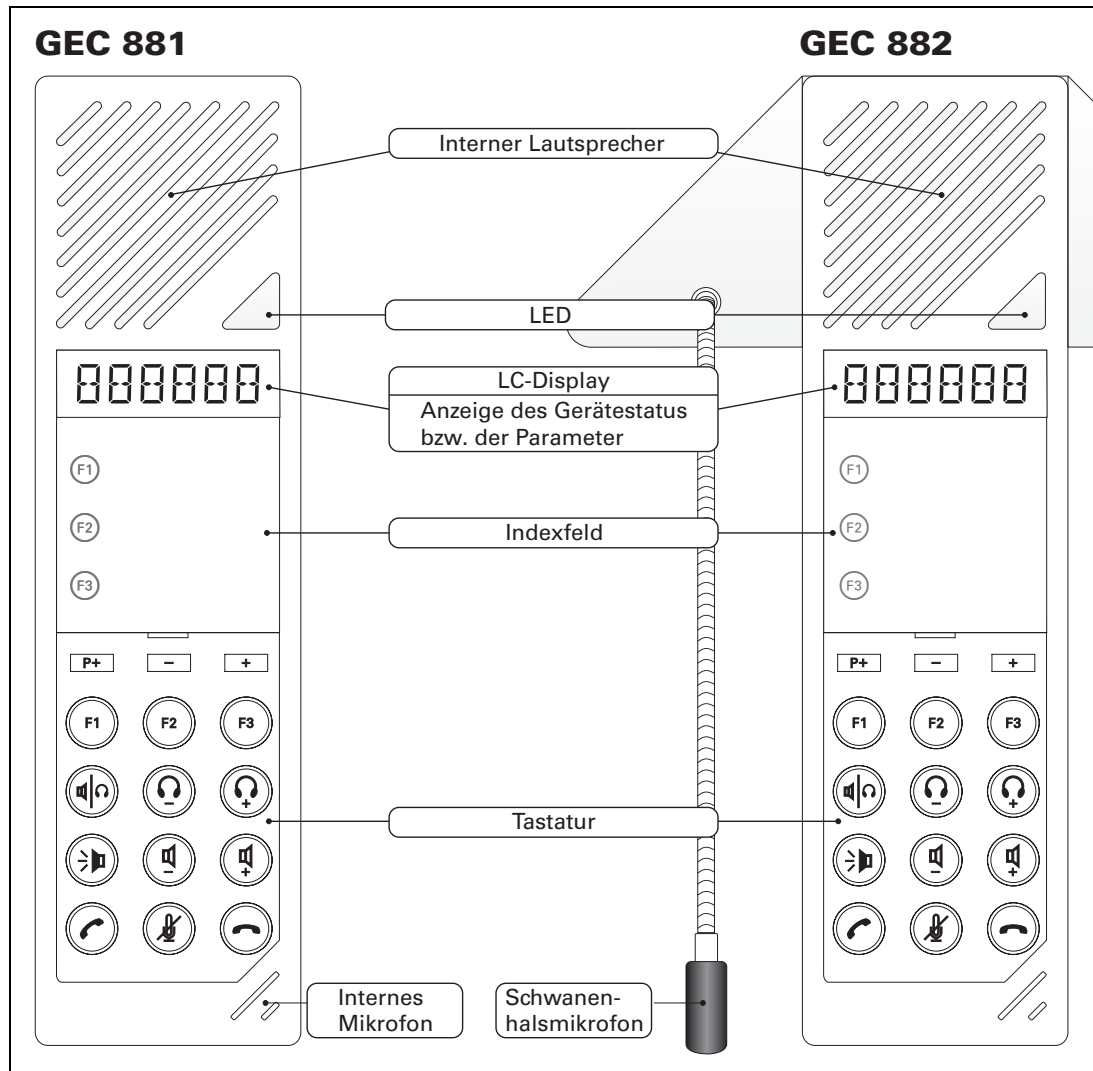 GEC 881
GEC 882
Interner Lautsprecher
LED
LC-Display
Anzeige des Gerätestatus
bzw. der Parameter
888888
888888
F1
F2
F3
F1
F2
F3
Indexfeld
P+ − +
P+ − +
F1 F2 F3
F1 F2 F3
− +
− +
Tastatur
− +
− +
Internes
Mikrofon
Schwanen-
halsmikrofon